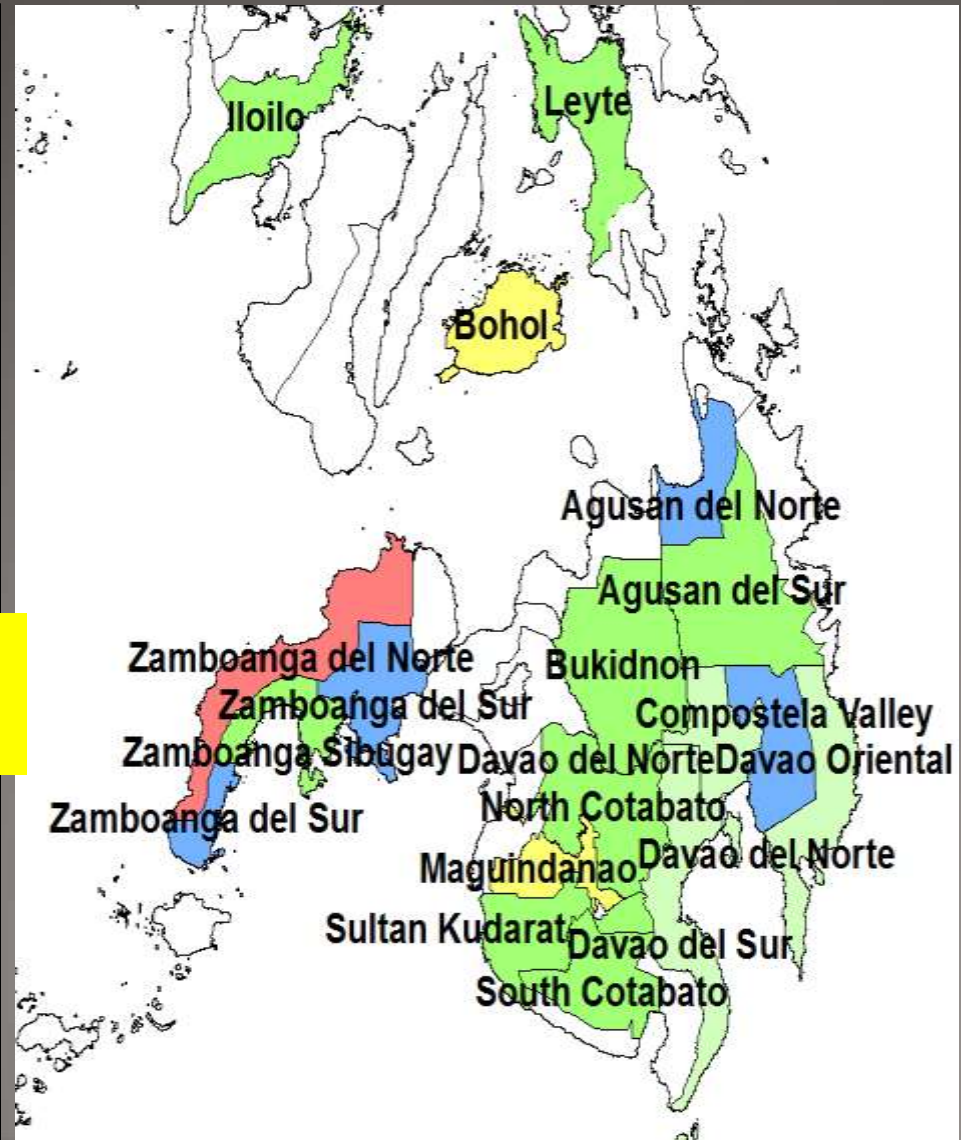 Iloilo
Leyte
Bohol
Agusan del Norte
Agusan del Sur
Zamboanga del Norte
Bukidnon
Zamboanga del Sur
Compostela Valley
Zamboanga Sibugay
Davao del Norte
Davao Oriental
North Cotabato
Zamboanga del Sur
Maguindanao
Davao del Norte
Sultan Kudarat
Davao del Sur
South Cotabato